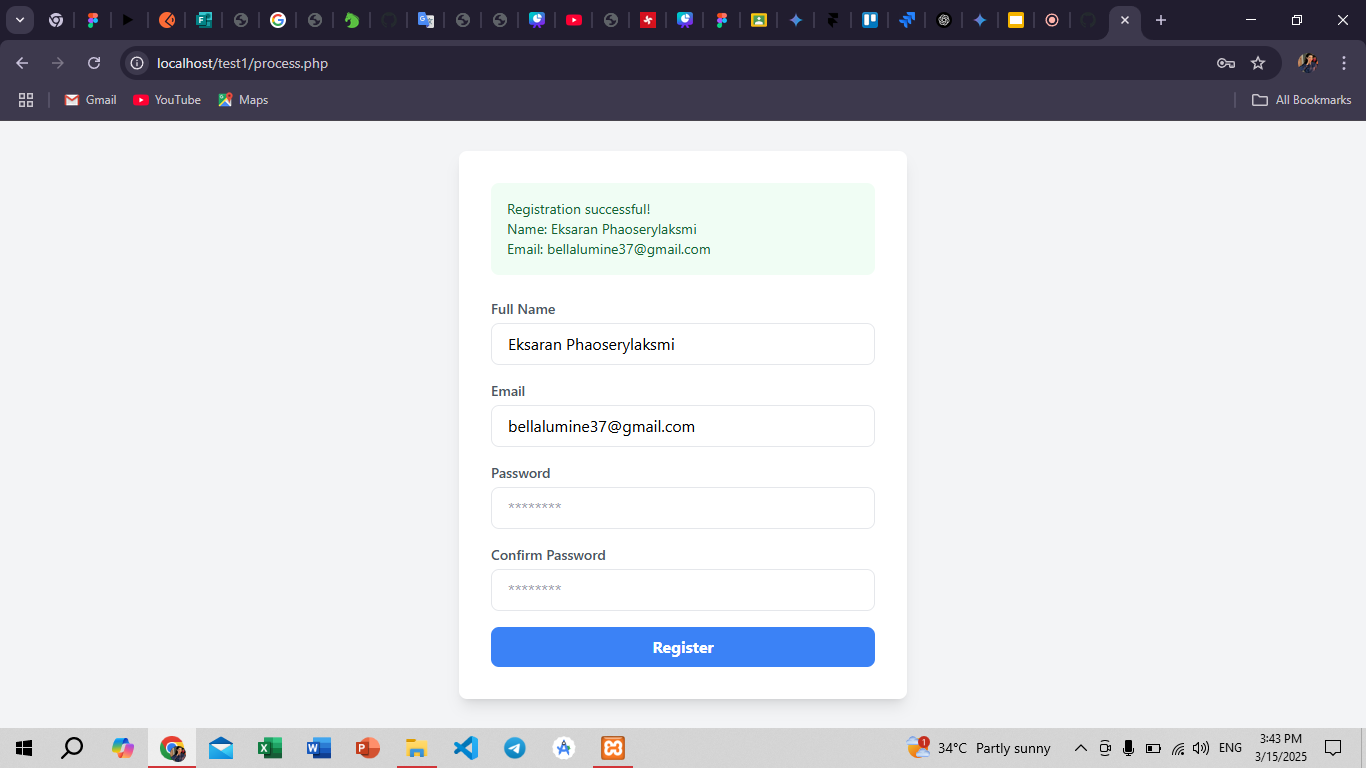 localhost/test1/process.php
Gmail
YouTube
Maps
All Bookmarks
Registration successful!
Name: Eksaran Phaoserylaksmi
Email: bellalumine37@gmail.com
Full Name
Eksaran Phaoserylaksmi
Email
bellalumine37@gmail.com
Password
********
Confirm Password
********
Register
1
34°C Partly sunny
ENG
3:43 PM
3/15/2025